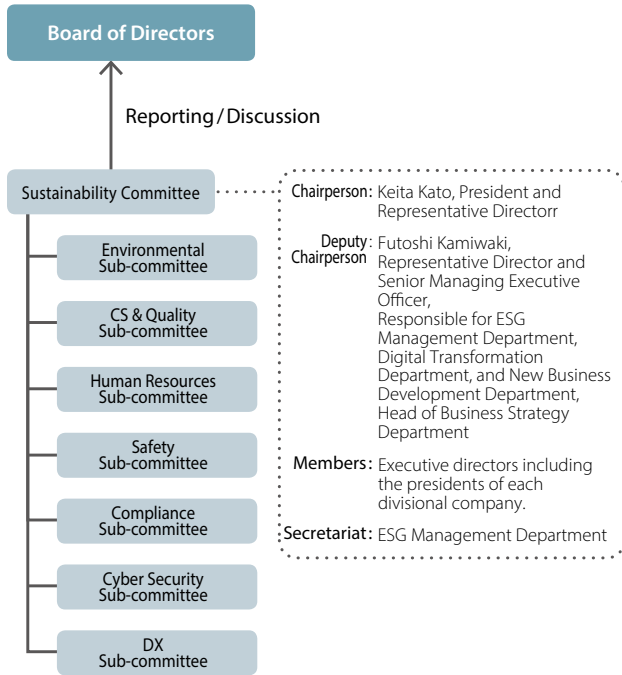 Board of Directors
Reporting / Discussion
Sustainability Committee
Environmental
Sub-committee
CS & Quality
Sub-committee
Human Resources
Sub-committee
Safety
Sub-committee
Compliance
Sub-committee
Cyber Security
Sub-committee
DX
Sub-committee
Chairperson: Keita Kato, President and
Representative Directorr
Deputy : Futoshi Kamiwaki,
Chairperson Representative Director and
Senior Managing Executive
Officer,
Responsible for ESG
Management Department,
Digital Transformation
Department, and New Business
Development Department,
Head of Business Strategy
Department
Members: Executive directors including
the presidents of each
divisional company.
Secretariat: ESG Management Department